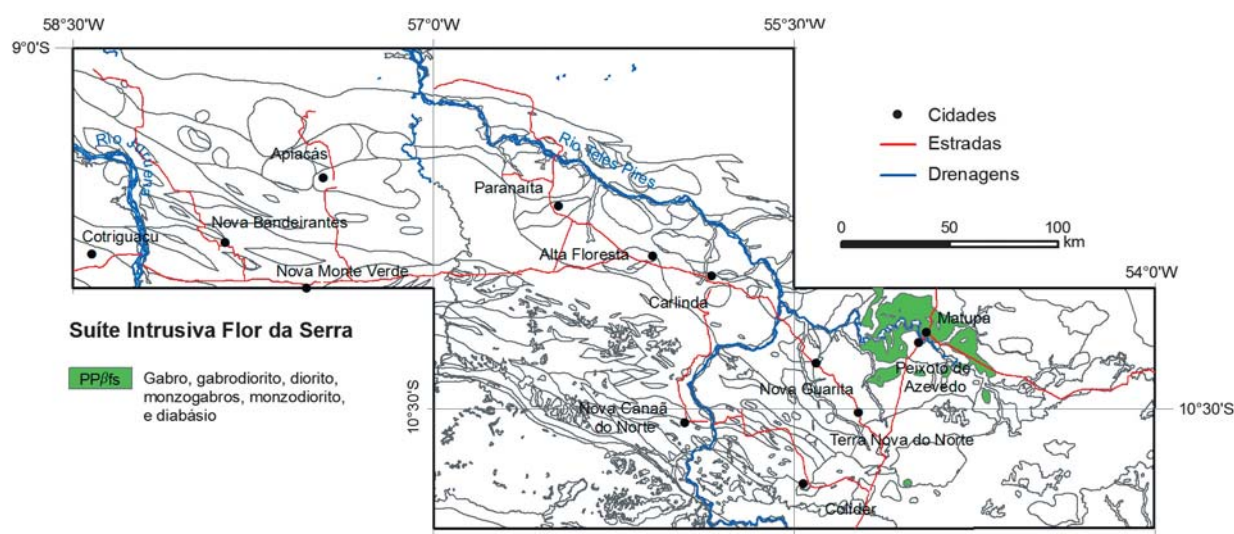 58°30'W
57°0'W
55°30'W
9°0'S
Cidades
Estradas
Drenagens
0
50
100
km
Rio Juruena
Apiacás
Rio Teles Pires
Paranaíta
Nova Bandeirantes
Cotriguaçu
Alta Floresta
Nova Monte Verde
54°0'W
Carlinda
Matupá
Suíte Intrusiva Flor da Serra
PPβfs
Gabro, gabrodiorito, diorito,
monzogabros, monzodiorito,
e diabásio
Peixoto de
Azevedo
Nova Guarita
Nova Canaã
do Norte
10°30'S
10°30'S
Terra Nova do Norte
Colíder